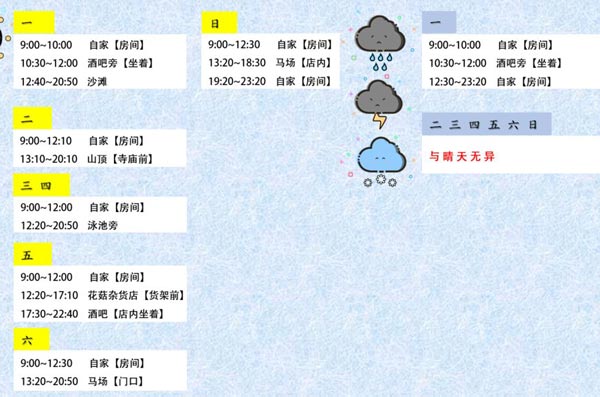 一
9:00~10:00 自家【房间】
10:30~12:00 酒吧旁【坐着】
12:40~20:50 沙滩
二
9:00~12:10 自家【房间】
13:10~20:10 山顶【寺庙前】
三 四
9:00~12:00 自家【房间】
12:20~20:50 泳池旁
五
9:00~12:00 自家【房间】
12:20~17:10 花菇杂货店【货架前】
17:30~22:40 酒吧【店内坐着】
六
9:00~12:30 自家【房间】
13:20~20:50 马场【门口】
日
9:00~12:30 自家【房间】
13:20~18:30 马场【店内】
19:20~23:20 自家【房间】
一
9:00~10:00 自家【房间】
10:30~12:00 酒吧旁【坐着】
12:30~23:20 自家【房间】
二 三 四 五 六 日
与晴天无异